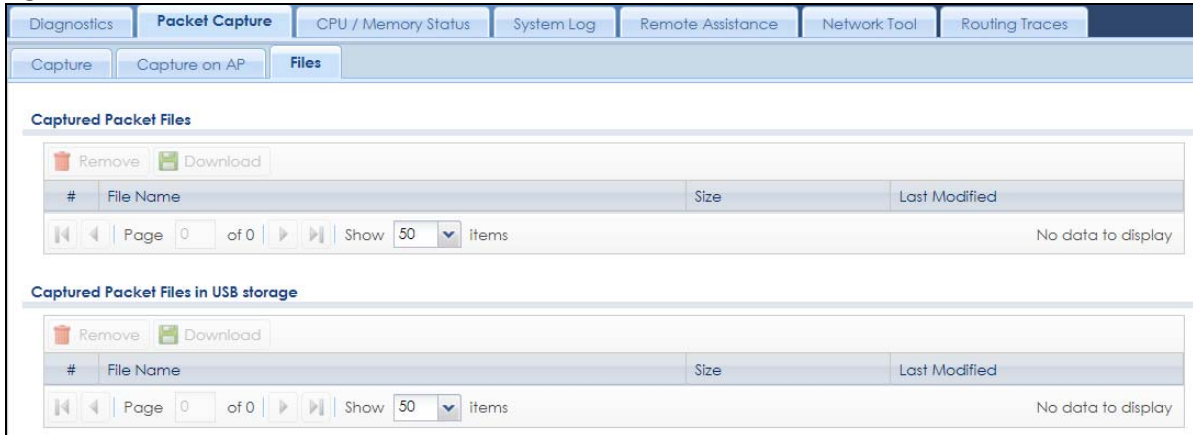 Diagnostics Packet Capture CPU / Memory Status System Log Remote Assistance Network Tool Routing Traces
Capture Capture on AP Files
Captured Packet Files
Remove Download
# File Name Size Last Modified
Page 0 of 0 Show 50 items No data to display
Captured Packet Files in USB storage
Remove Download
# File Name Size Last Modified
Page 0 of 0 Show 50 items No data to display